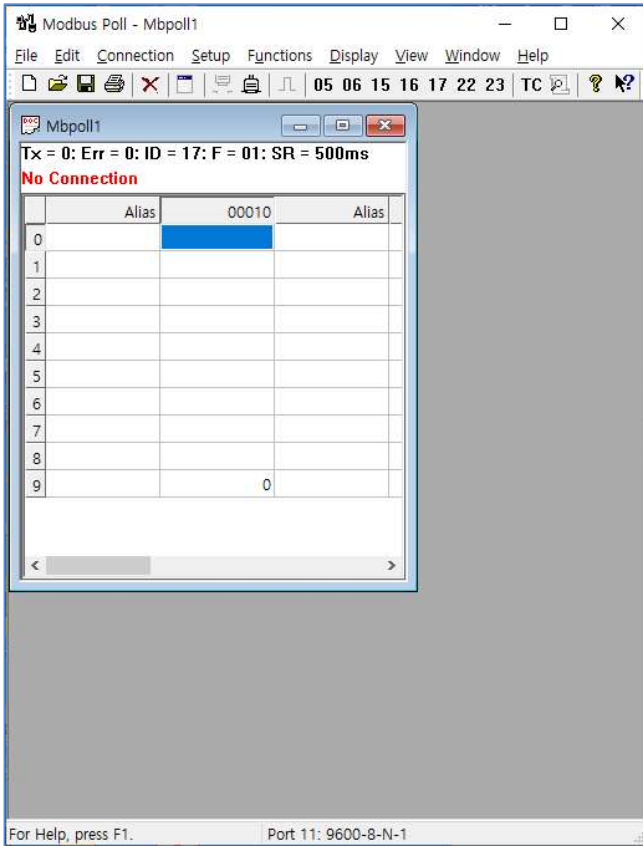 Modbus Poll - Mbpoll1
File Edit Connection Setup Functions Display View Window Help
05 06 15 16 17 22 23 TC
Mbpoll1
Tx = 0: Err = 0: ID = 17: F = 01: SR = 500ms
No Connection
Alias 00010 Alias
0
1
2
3
4
5
6
7
8
9 0
For Help, press F1. Port 11: 9600-8-N-1